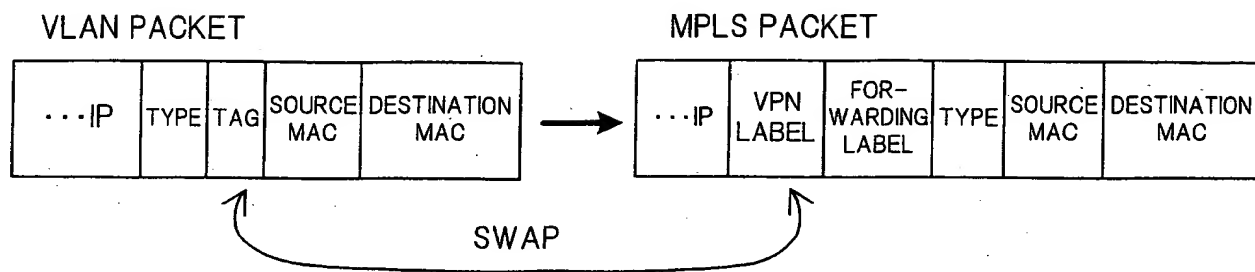 VLAN PACKET
···IP
TYPE
TAG
SOURCE
MAC
DESTINATION
MAC
MPLS PACKET
···IP
VPN
LABEL
FOR-
WARDING
LABEL
TYPE
SOURCE
MAC
DESTINATION
MAC
SWAP